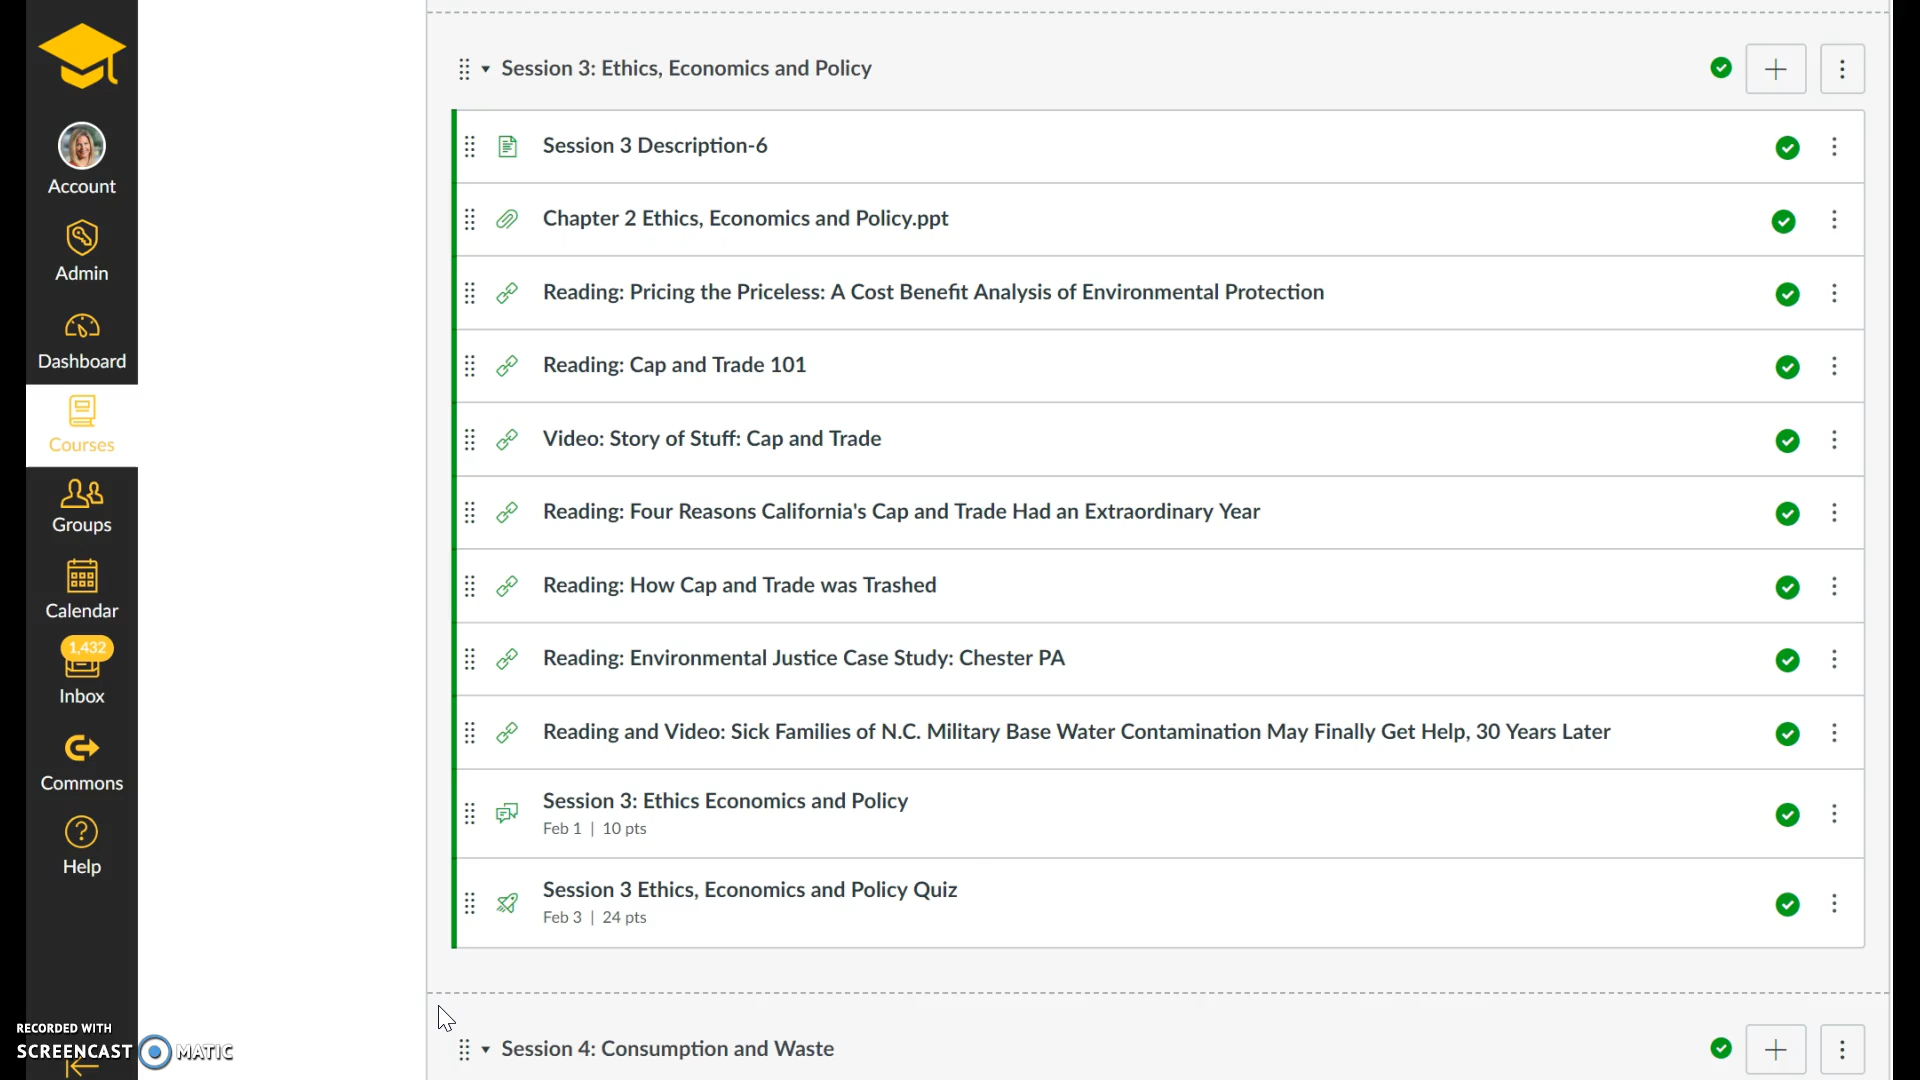 Account
Admin
Dashboard
Courses
Groups
Calendar
1,432
Inbox
Commons
Help
RECORDED WITH
SCREENCAST MATIC
Session 3: Ethics, Economics and Policy
Session 3 Description-6
Chapter 2 Ethics, Economics and Policy.ppt
Reading: Pricing the Priceless: A Cost Benefit Analysis of Environmental Protection
Reading: Cap and Trade 101
Video: Story of Stuff: Cap and Trade
Reading: Four Reasons California's Cap and Trade Had an Extraordinary Year
Reading: How Cap and Trade was Trashed
Reading: Environmental Justice Case Study: Chester PA
Reading and Video: Sick Families of N.C. Military Base Water Contamination May Finally Get Help, 30 Years Later
Session 3: Ethics Economics and Policy
Feb 1 | 10 pts
Session 3 Ethics, Economics and Policy Quiz
Feb 3 | 24 pts
Session 4: Consumption and Waste